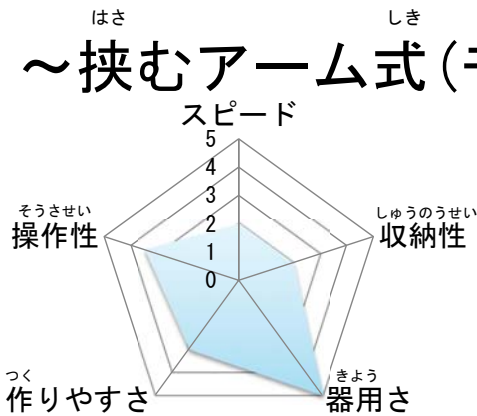 はさ しき
～挟むアーム式(
スピード
5
4
3
2
1
0
そうさせい
操作性
しゅうのうせい
収納性
つく
作りやすさ
きよう
器用さ